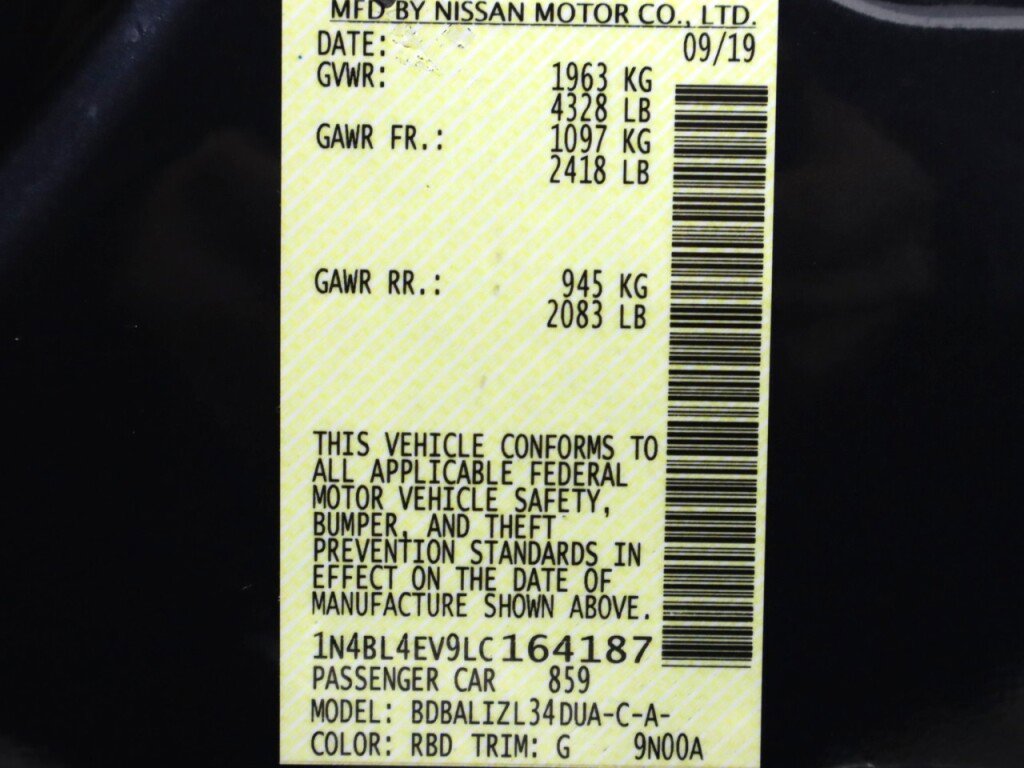 MFD BY NISSAN MOTOR CO., LTD.
DATE: 09/19
GVWR: 1963 KG
4328 LB
GAWR FR.: 1097 KG
2418 LB
GAWR RR.: 945 KG
2083 LB
THIS VEHICLE CONFORMS TO
ALL APPLICABLE FEDERAL
MOTOR VEHICLE SAFETY,
BUMPER, AND THEFT
PREVENTION STANDARDS IN
EFFECT ON THE DATE OF
MANUFACTURE SHOWN ABOVE.
1N4BL4EV9LC164187
PASSENGER CAR 859
MODEL: BDBALIZL34DUA-C-A-
COLOR: RBD TRIM: G 9N00A